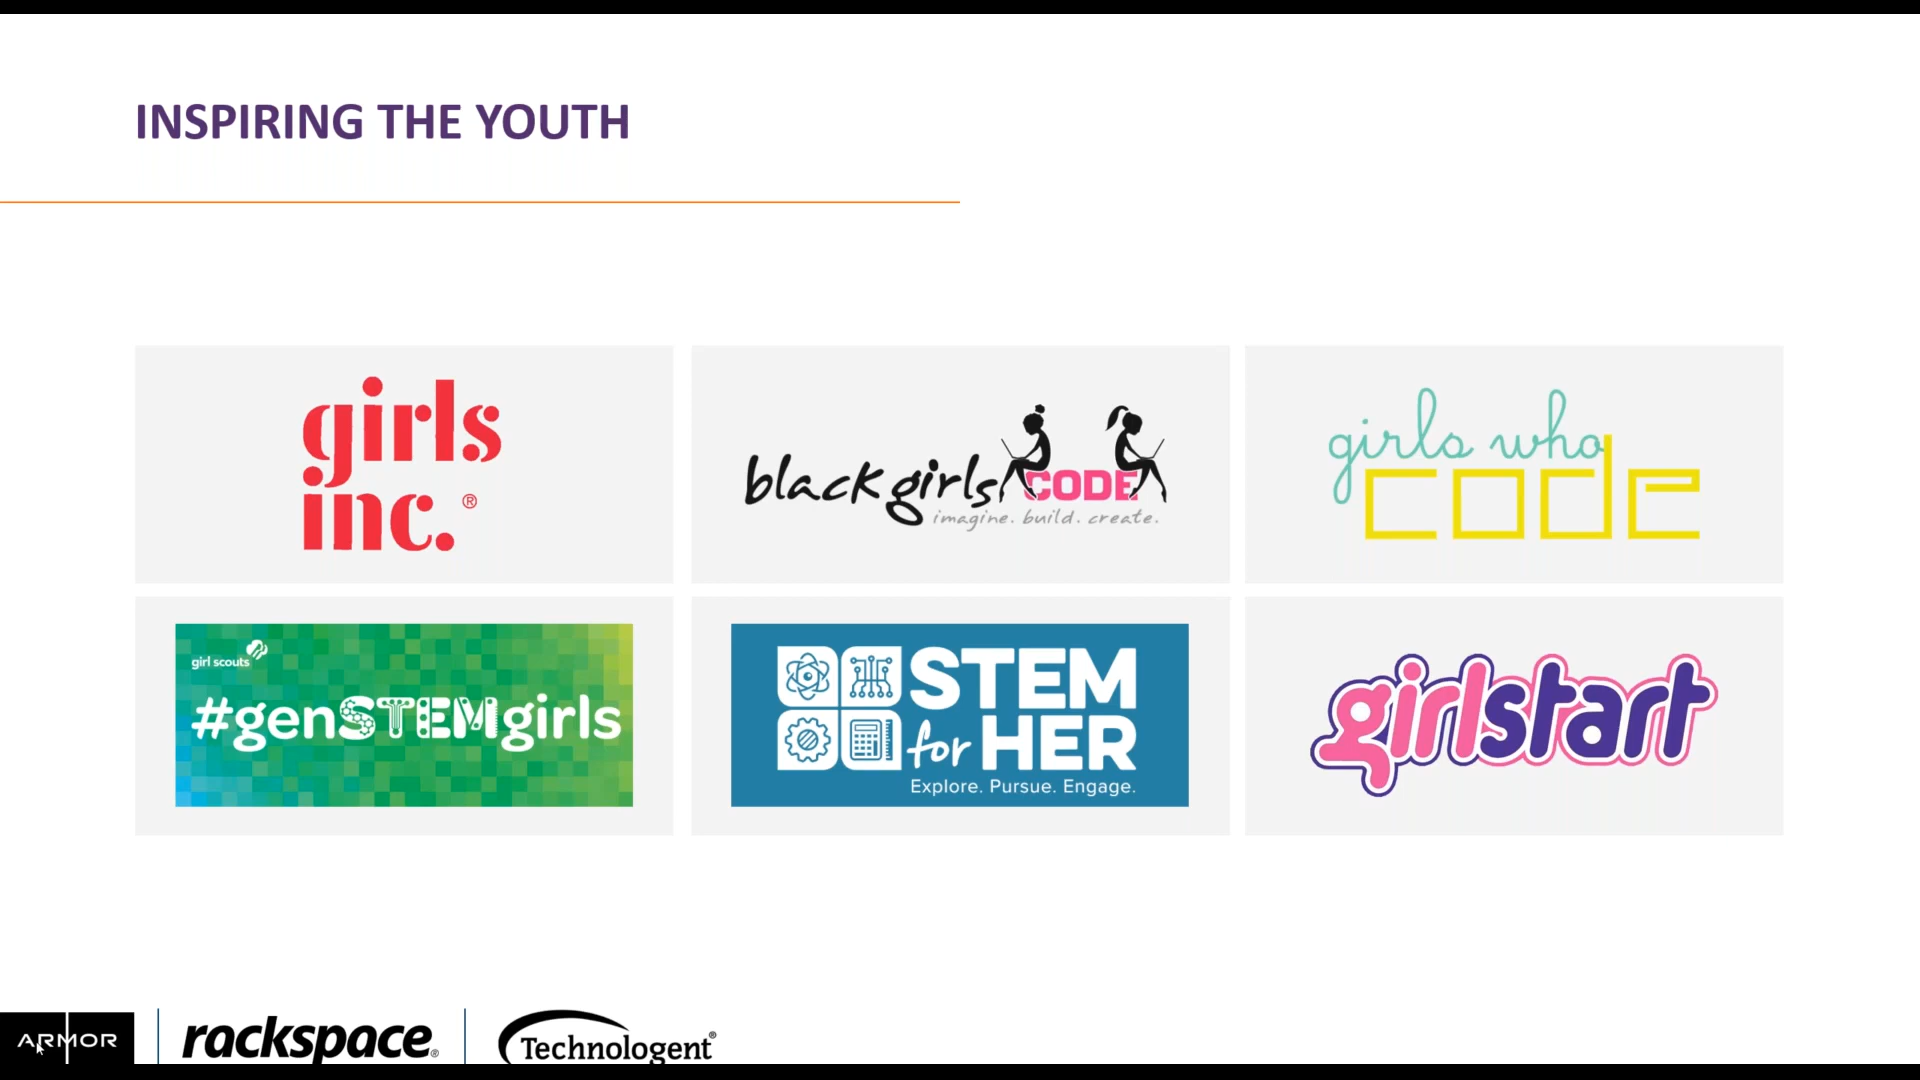 INSPIRING THE YOUTH
girls
inc.®
black girls CODE
imagine. build. create.
girls who
code
girl scouts
#genSTEMgirls
STEM
for HER
Explore. Pursue. Engage.
girlstart
ARMOR
rackspace®
Technologent®